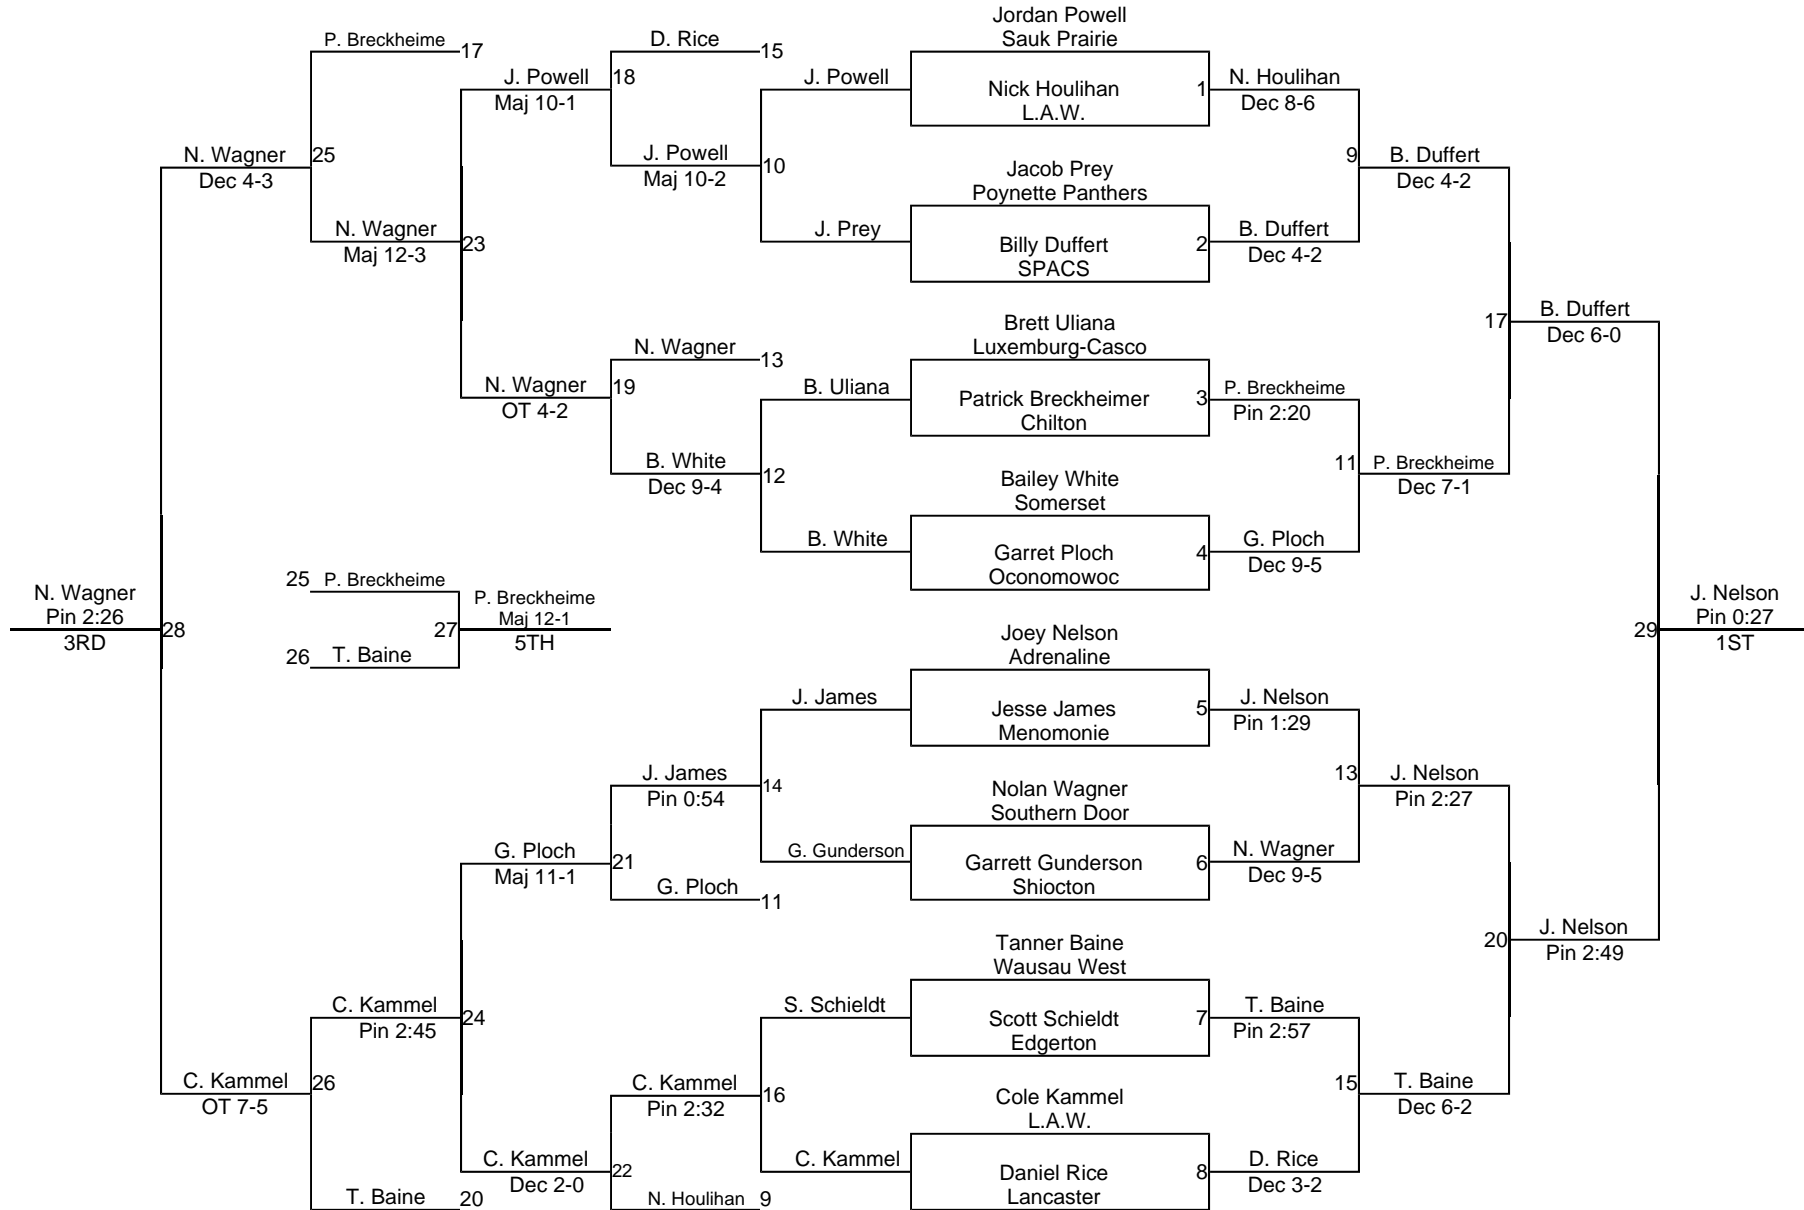 Jordan Powell
Sauk Prairie
P. Breckheime
17
D. Rice
15
J. Powell
18
Maj 10-1
J. Powell
Nick Houlihan
L.A.W.
1
N. Houlihan
Dec 8-6
N. Wagner
Dec 4-3
25
J. Powell
Maj 10-2
10
Jacob Prey
Poynette Panthers
9
B. Duffert
Dec 4-2
N. Wagner
Maj 12-3
23
J. Prey
Billy Duffert
SPACS
2
B. Duffert
Dec 4-2
Brett Uliana
Luxemburg-Casco
17
B. Duffert
Dec 6-0
N. Wagner
13
N. Wagner
OT 4-2
19
B. Uliana
Patrick Breckheimer
Chilton
3
P. Breckheime
Pin 2:20
B. White
Dec 9-4
12
Bailey White
Somerset
11
P. Breckheime
Dec 7-1
B. White
Garret Ploch
Oconomowoc
4
G. Ploch
Dec 9-5
N. Wagner
Pin 2:26
3RD
28
25
P. Breckheime
26
T. Baine
27
P. Breckheime
Maj 12-1
5TH
Joey Nelson
Adrenaline
29
J. Nelson
Pin 0:27
1ST
J. James
Jesse James
Menomonie
5
J. Nelson
Pin 1:29
J. James
Pin 0:54
14
Nolan Wagner
Southern Door
13
J. Nelson
Pin 2:27
G. Ploch
Maj 11-1
21
G. Ploch
11
G. Gunderson
Garrett Gunderson
Shiocton
6
N. Wagner
Dec 9-5
Tanner Baine
Wausau West
20
J. Nelson
Pin 2:49
C. Kammel
Pin 2:45
24
S. Schieldt
Scott Schieldt
Edgerton
7
T. Baine
Pin 2:57
C. Kammel
OT 7-5
26
C. Kammel
Pin 2:32
16
Cole Kammel
L.A.W.
15
T. Baine
Dec 6-2
C. Kammel
Dec 2-0
22
C. Kammel
Daniel Rice
Lancaster
8
D. Rice
Dec 3-2
T. Baine
20
N. Houlihan
9